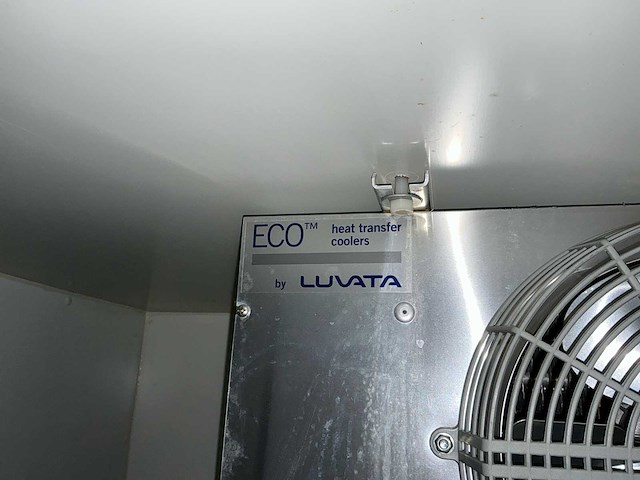 ECO™ heat transfer
coolers
by LUVATA